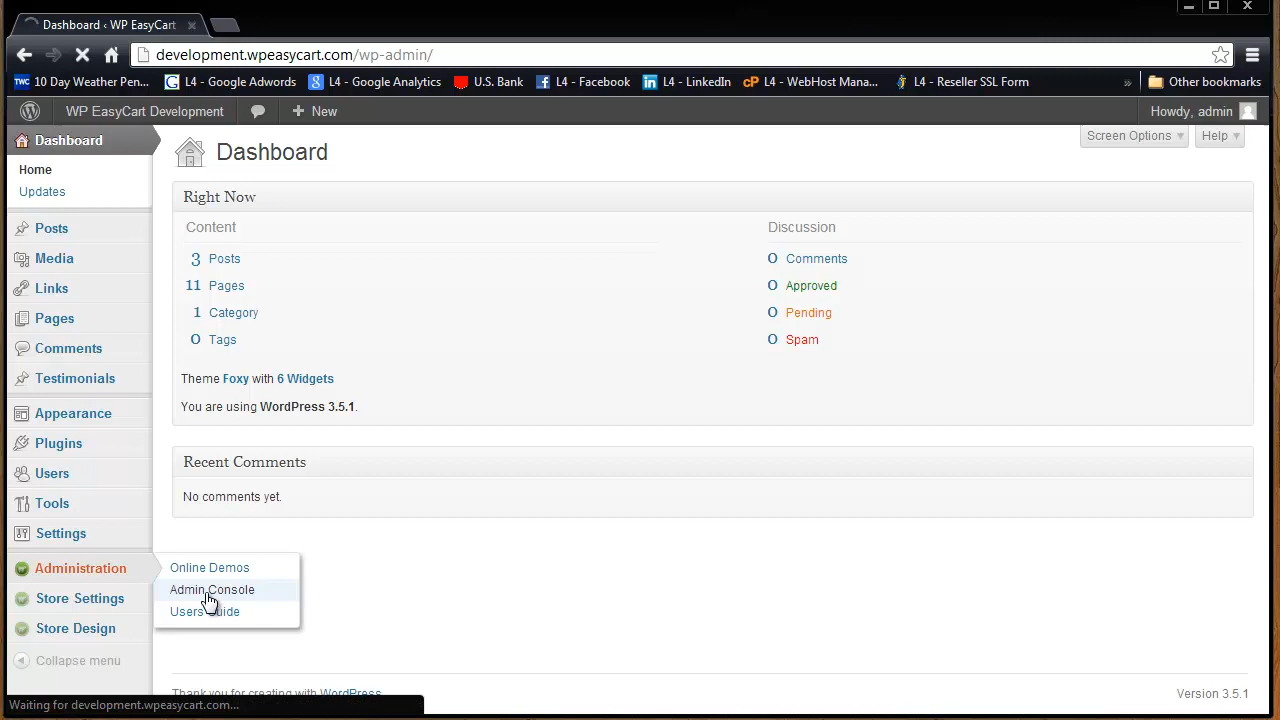 Dashboard ‹ WP EasyCart
development.wpeasycart.com/wp-admin/
10 Day Weather Pen...
L4 - Google Adwords
L4 - Google Analytics
U.S. Bank
L4 - Facebook
L4 - LinkedIn
L4 - WebHost Mana...
L4 - Reseller SSL Form
»
Other bookmarks
WP EasyCart Development
+ New
Howdy, admin
Dashboard
Home
Updates
Posts
Media
Links
Pages
Comments
Testimonials
Appearance
Plugins
Users
Tools
Settings
Administration
Store Settings
Store Design
Collapse menu
Online Demos
Admin Console
Users Guide
Screen Options
Help
Dashboard
Right Now
Content
3 Posts
11 Pages
1 Category
0 Tags
Discussion
0 Comments
0 Approved
0 Pending
0 Spam
Theme Foxy with 6 Widgets
You are using WordPress 3.5.1.
Recent Comments
No comments yet.
Thank you for creating with WordPress
Version 3.5.1
Waiting for development.wpeasycart.com...